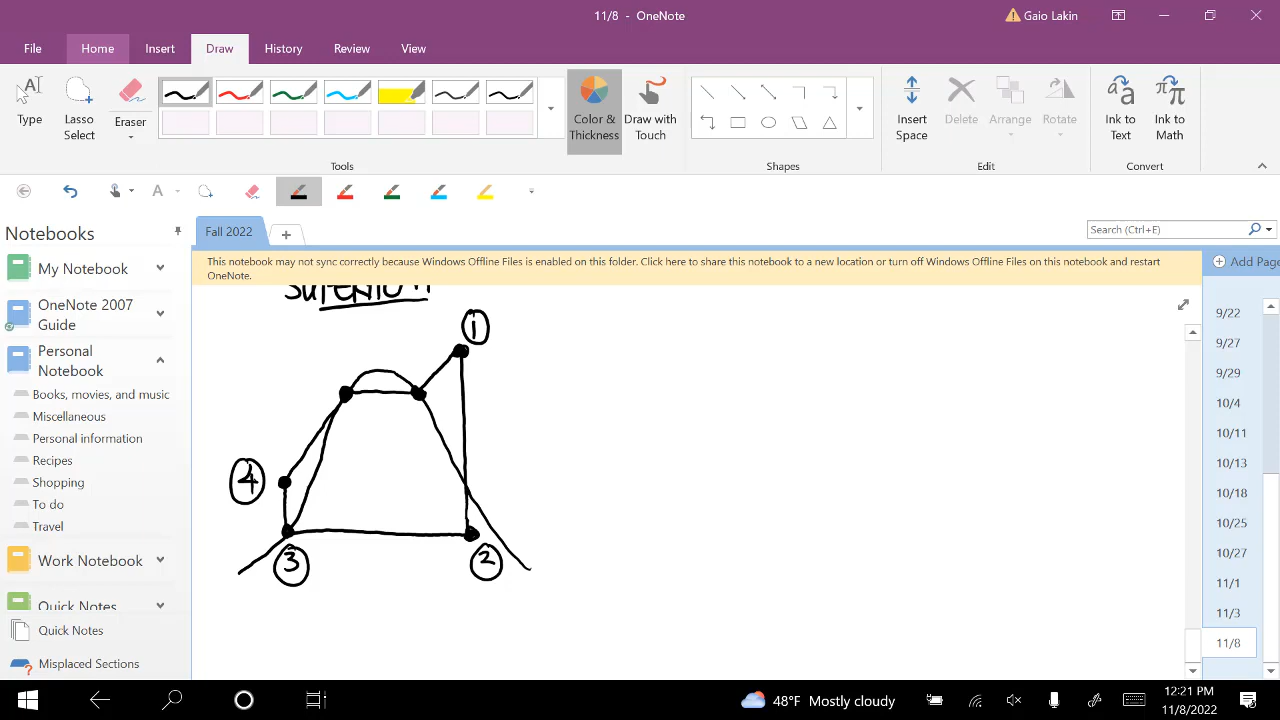 11/8 - OneNote
Gaio Lakin
File Home Insert Draw History Review View
Type
Lasso Select
Eraser
Color & Thickness
Draw with Touch
Insert Space
Delete
Arrange
Rotate
Ink to Text
Ink to Math
Tools
Shapes
Edit
Convert
Notebooks
Fall 2022
Search (Ctrl+E)
My Notebook
OneNote 2007 Guide
Personal Notebook
Books, movies, and music
Miscellaneous
Personal information
Recipes
Shopping
To do
Travel
Work Notebook
Quick Notes
Quick Notes
Misplaced Sections
This notebook may not sync correctly because Windows Offline Files is enabled on this folder. Click here to share this notebook to a new location or turn off Windows Offline Files on this notebook and restart
OneNote.
1
4
3
2
Add Page
9/22
9/27
9/29
10/4
10/11
10/13
10/18
10/25
10/27
11/1
11/3
11/8
48°F Mostly cloudy
12:21 PM
11/8/2022